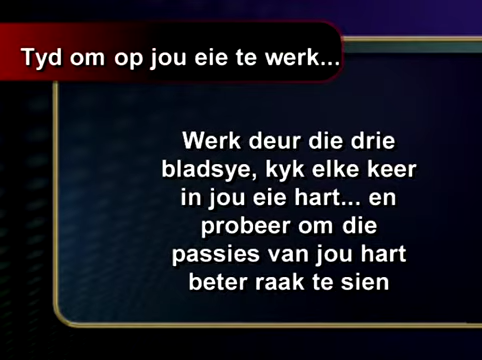 Tyd om op jou eie te werk...
Werk deur die drie
bladsye, kyk elke keer
in jou eie hart... en
probeer om die
passies van jou hart
beter raak te sien